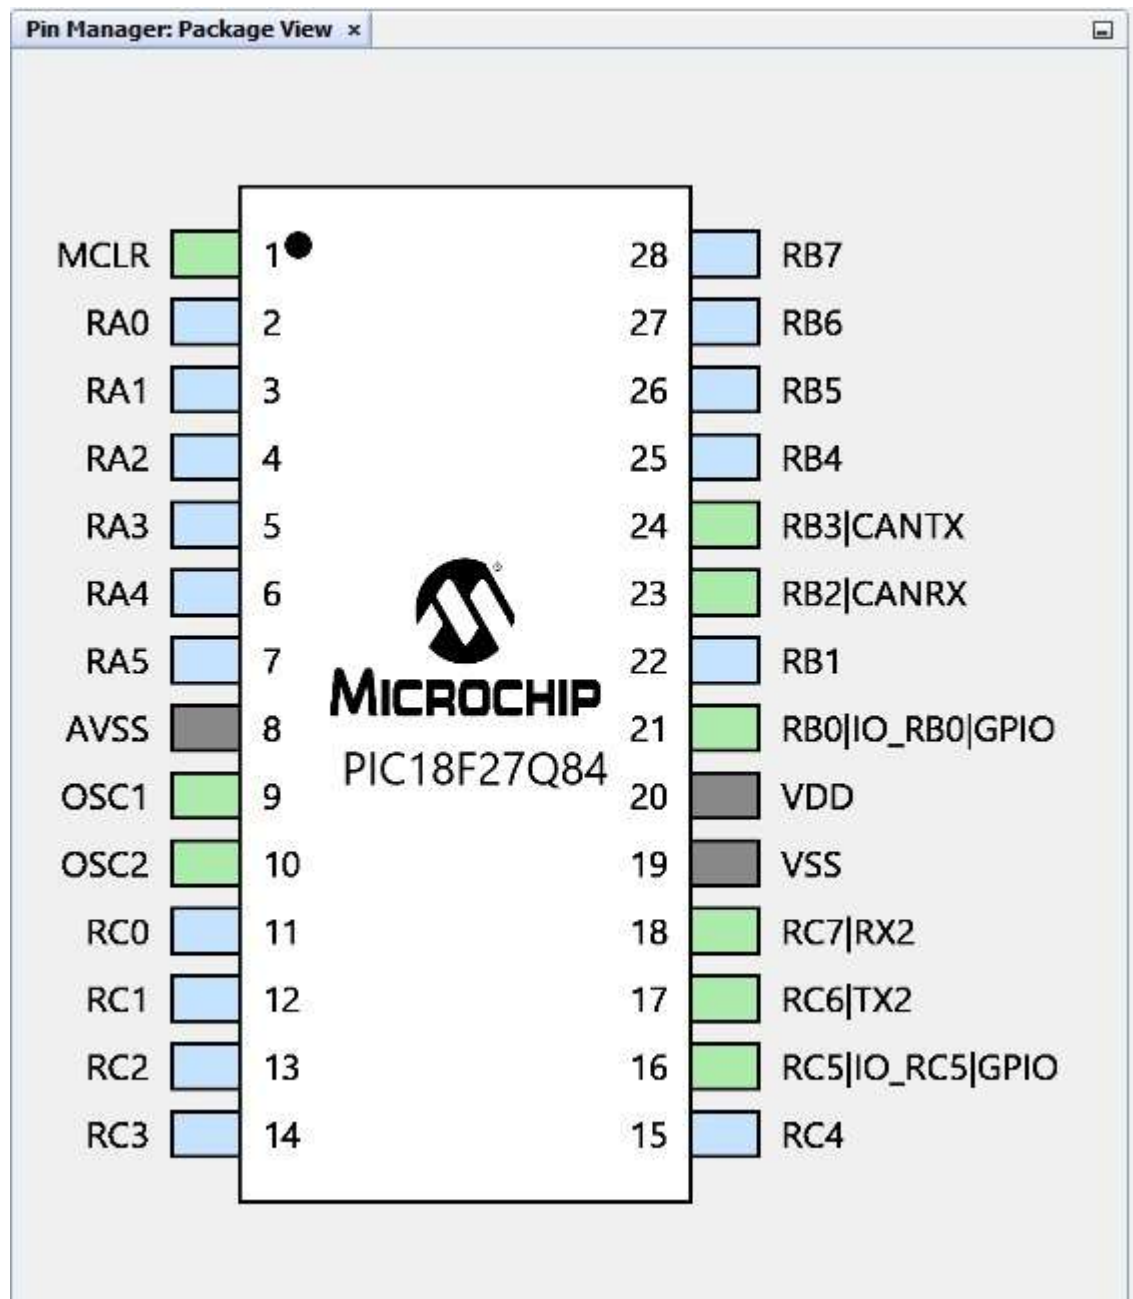 Pin Manager: Package View ×
MCLR 1 28 RB7
RA0 2 27 RB6
RA1 3 26 RB5
RA2 4 25 RB4
RA3 5 24 RB3|CANTX
RA4 6 23 RB2|CANRX
RA5 7 22 RB1
MICROCHIP
AVSS 8 21 RB0|IO_RB0|GPIO
PIC18F27Q84
OSC1 9 20 VDD
OSC2 10 19 VSS
RC0 11 18 RC7|RX2
RC1 12 17 RC6|TX2
RC2 13 16 RC5|IO_RC5|GPIO
RC3 14 15 RC4